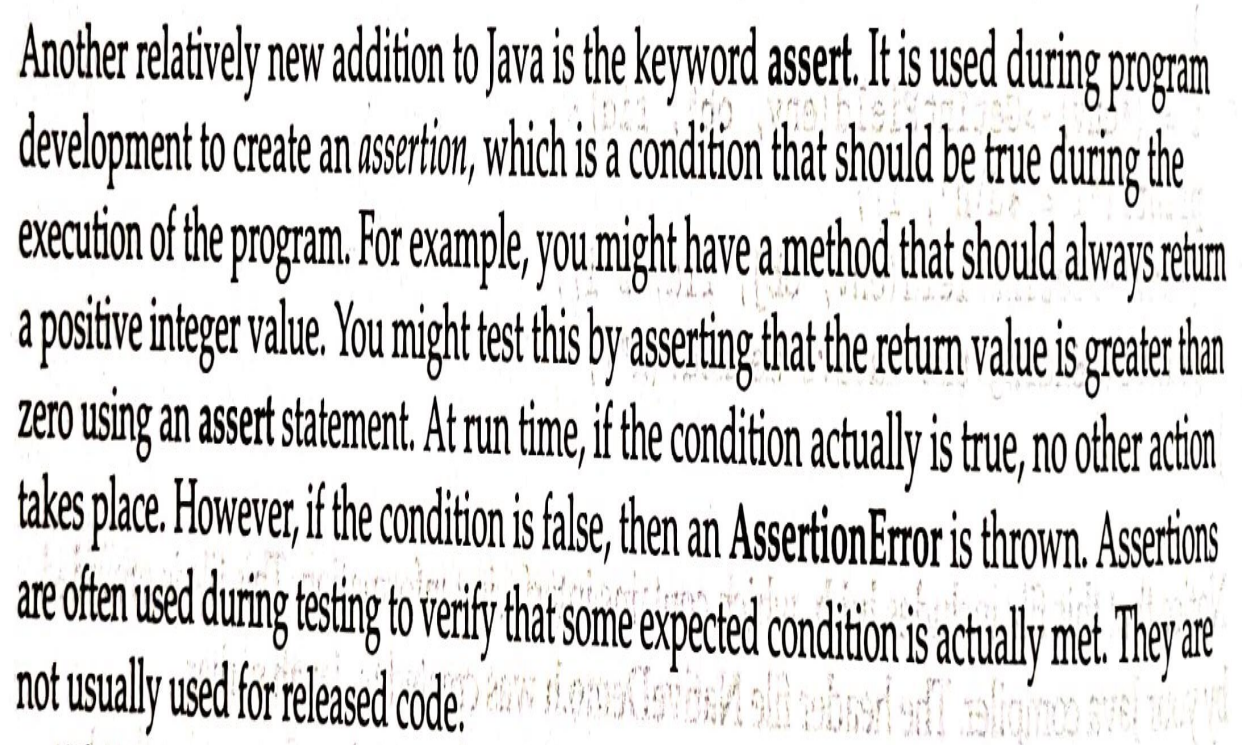 Another relatively new addition to Java is the keyword assert. It is used during program
development to create an assertion, which is a condition that should be true during the
execution of the program. For example, you might have a method that should always return
a positive integer value. You might test this by asserting that the return value is greater than
zero using an assert statement. At run time, if the condition actually is true, no other action
takes place. However, if the condition is false, then an AssertionError is thrown. Assertions
are often used during testing to verify that some expected condition is actually met. They are
not usually used for released code.